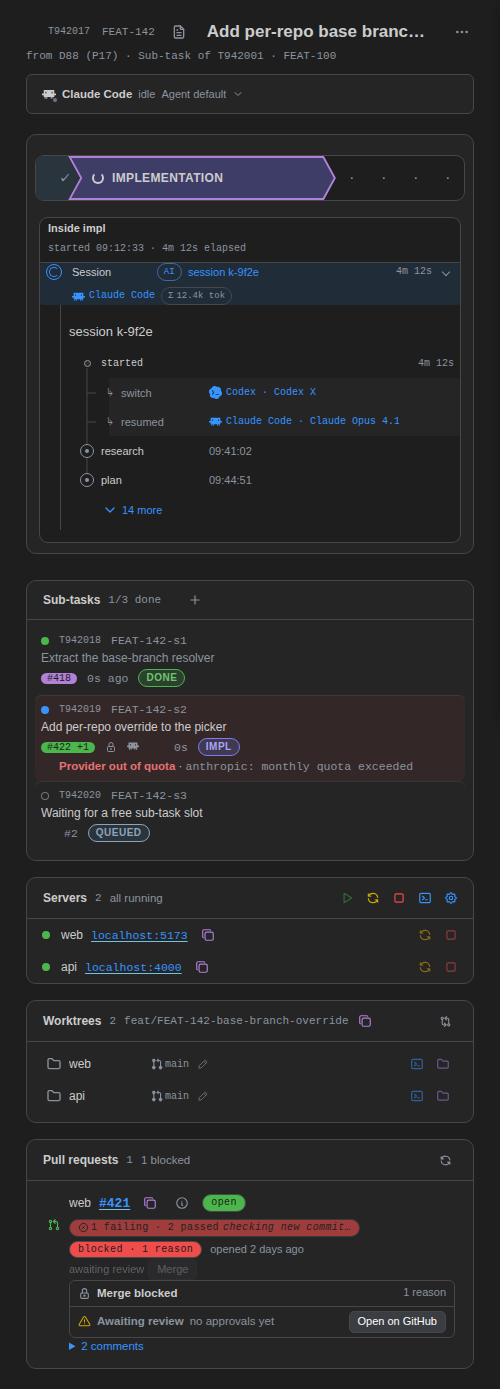 T942017 FEAT-142 Add per-repo base branc…
from D88 (P17) · Sub-task of T942001 · FEAT-100
Claude Code idle Agent default
✓ IMPLEMENTATION
Inside impl
started 09:12:33 · 4m 12s elapsed
Session AI session k-9f2e 4m 12s
Claude Code Σ 12.4k tok
session k-9f2e
started 4m 12s
↳ switch Codex · Codex X
↳ resumed Claude Code · Claude Opus 4.1
research 09:41:02
plan 09:44:51
14 more
Sub-tasks 1/3 done
T942018 FEAT-142-s1
Extract the base-branch resolver
#418 0s ago DONE
T942019 FEAT-142-s2
Add per-repo override to the picker
#422 +1 0s IMPL
Provider out of quota · anthropic: monthly quota exceeded
T942020 FEAT-142-s3
Waiting for a free sub-task slot
#2 QUEUED
Servers 2 all running
web localhost:5173
api localhost:4000
Worktrees 2 feat/FEAT-142-base-branch-override
web main
api main
Pull requests 1 1 blocked
web #421 open
1 failing · 2 passed checking new commit…
blocked · 1 reason opened 2 days ago
awaiting review Merge
Merge blocked 1 reason
Awaiting review no approvals yet Open on GitHub
2 comments